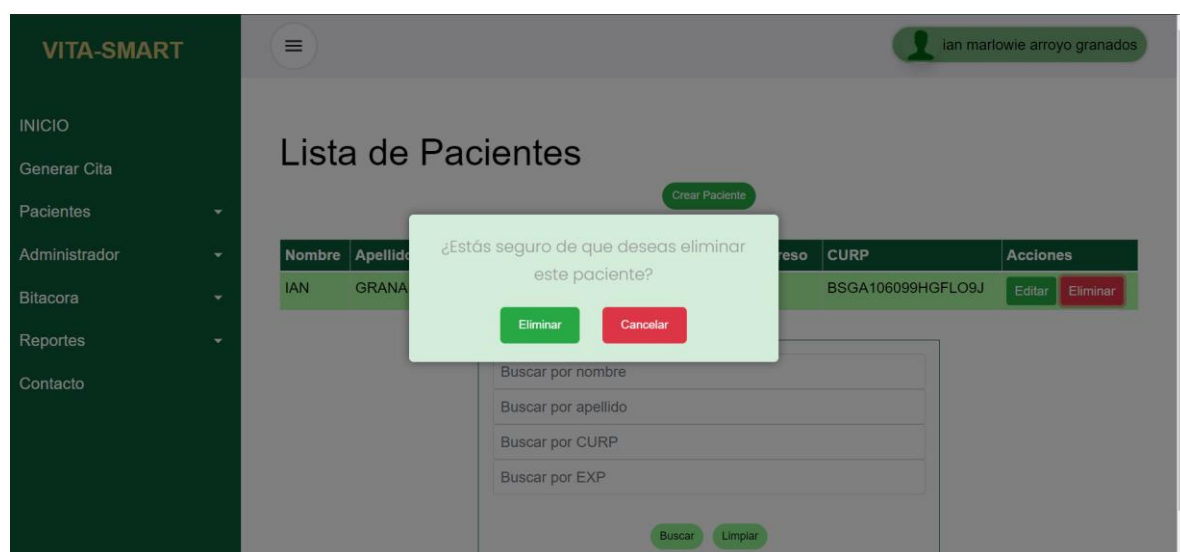 VITA-SMART
ian marlowie arroyo granados
INICIO
Generar Cita
Pacientes
Administrador
Bitacora
Reportes
Contacto
Lista de Pacientes
Crear Paciente
Nombre Apellido reso CURP Acciones
IAN GRANA BSGA106099HGFLO9J Editar Eliminar
¿Estás seguro de que deseas eliminar
este paciente?
Eliminar Cancelar
Buscar por nombre
Buscar por apellido
Buscar por CURP
Buscar por EXP
Buscar Limpiar